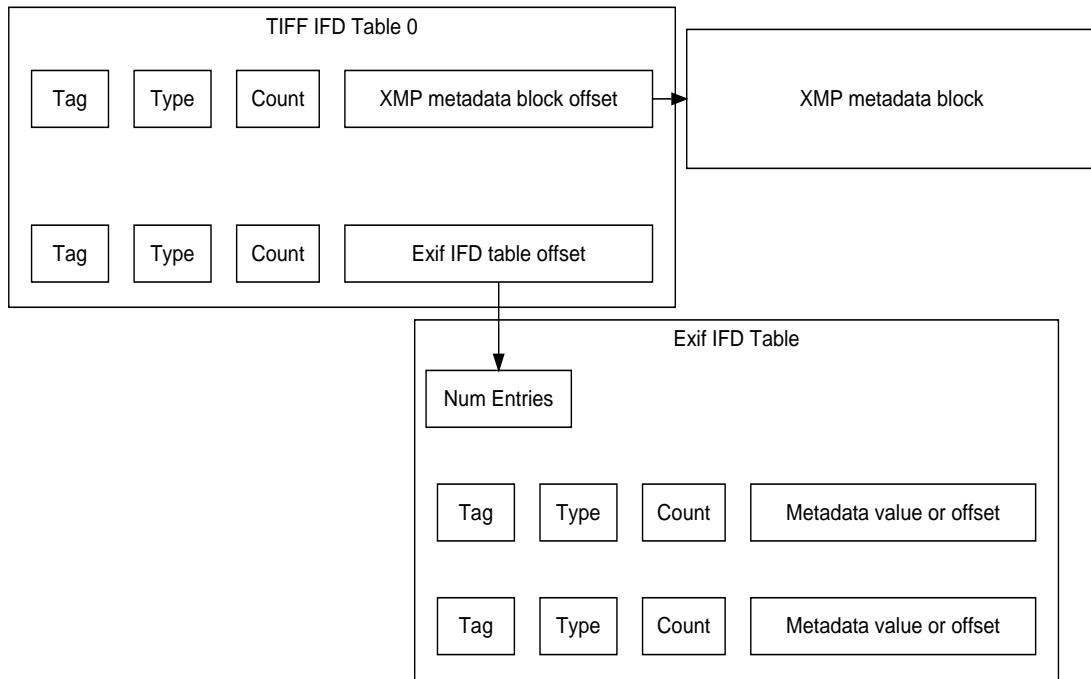 TIFF IFD Table 0
Tag Type Count XMP metadata block offset XMP metadata block
Tag Type Count Exif IFD table offset
Exif IFD Table
Num Entries
Tag Type Count Metadata value or offset
Tag Type Count Metadata value or offset